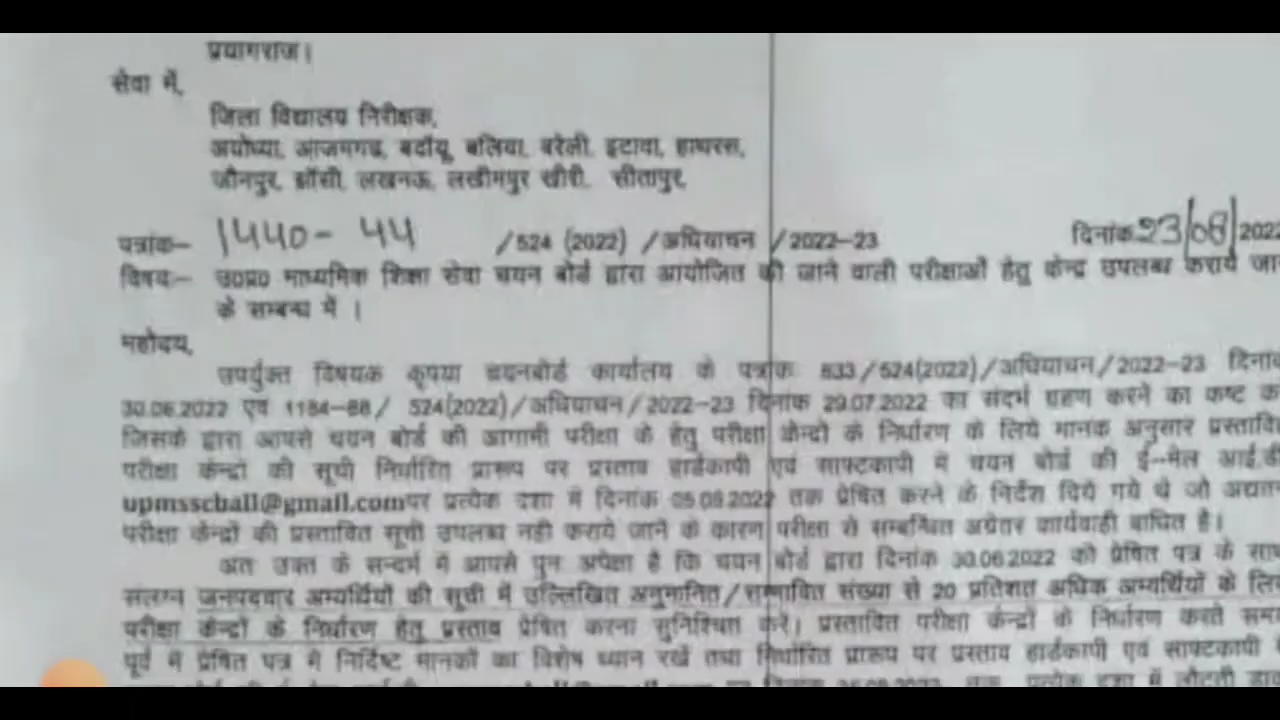 प्रयागराज।
सेवा में,
जिला विद्यालय निरीक्षक,
अयोध्या, आजमगढ, बदाँयू, बलिया, बरेली, इटावा, हाथरस,
जौनपुर, झाँसी, लखनऊ, लखीमपुर खीरी, सीतापुर,
पत्रांक– 1440-44 /524 (2022) /अधियाचन /2022–23 दिनांक 23/08/2022
विषय:– उ0प्र0 माध्यमिक शिक्षा सेवा चयन बोर्ड द्वारा आयोजित की जाने वाली परीक्षाओं हेतु केन्द्र उपलब्ध कराये जा
के सम्बन्ध में ।
महोदय,
उपर्युक्त विषयक कृपया चयनबोर्ड कार्यालय के पत्रांक 833/524(2022)/अधियाचन/2022–23 दिनांक
30.06.2022 एवं 1184–88/ 524(2022)/अधियाचन/2022–23 दिनांक 29.07.2022 का संदर्भ ग्रहण करने का कष्ट क
जिसके द्वारा आपसे चयन बोर्ड की आगामी परीक्षा के हेतु परीक्षा केन्द्रों के निर्धारण के लिये मानक अनुसार प्रस्तावि
परीक्षा केन्द्रों की सूची निर्धारित प्रारूप पर प्रस्ताव हार्डकापी एवं साफ्टकापी में चयन बोर्ड की ई–मेल आई.डी
upmsscball@gmail.comपर प्रत्येक दशा में दिनांक 05.08.2022 तक प्रेषित करने के निर्देश दिये गये थे जो अद्यत
परीक्षा केन्द्रों की प्रस्तावित सूची उपलब्ध नही कराये जाने के कारण परीक्षा से सम्बन्धित अग्रेतर कार्यवाही बाधित है।
अतः उक्त के सन्दर्भ में आपसे पुनः अपेक्षा है कि चयन बोर्ड द्वारा दिनांक 30.06.2022 को प्रेषित पत्र के सा
संलग्न जनपदवार अभ्यर्थियों की सूची में उल्लिखित अनुमानित/सम्भावित संख्या से 20 प्रतिशत अधिक अभ्यर्थियों के लि
परीक्षा केन्द्रों के निर्धारण हेतु प्रस्ताव प्रेषित करना सुनिश्चित करें। प्रस्तावित परीक्षा केन्द्रों के निर्धारण करते सम
पूर्व में प्रेषित पत्र में निर्दिष्ट मानकों का विशेष ध्यान रखें तथा निर्धारित प्रारूप पर प्रस्ताव हार्डकापी एवं साफ्टकापी
दिनांक तक प्रत्येक दशा में लौटती डा